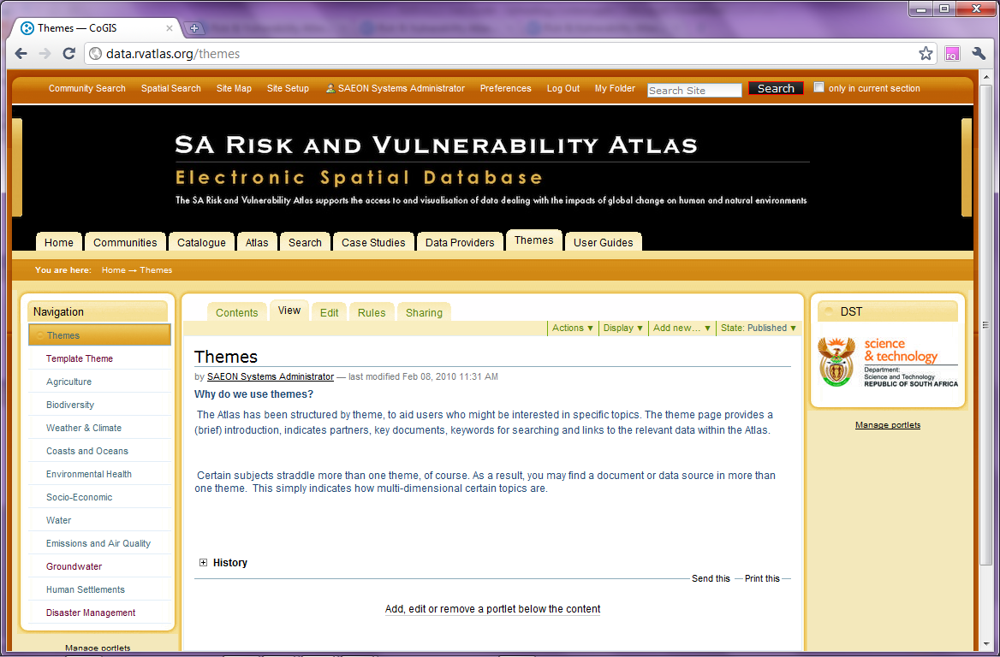 Themes — CoGIS
data.rvatlas.org/themes
FQ
Community Search Spatial Search Site Map Site Setup SAEON Systems Administrator Preferences Log Out My Folder Search Site Search only in current section
SA Risk and Vulnerability Atlas
Electronic Spatial Database
The SA Risk and Vulnerability Atlas supports the access to and visualisation of data dealing with the impacts of global change on human and natural environments
Home Communities Catalogue Atlas Search Case Studies Data Providers Themes User Guides
You are here: Home → Themes
Navigation
Themes
Template Theme
Agriculture
Biodiversity
Weather & Climate
Coasts and Oceans
Environmental Health
Socio-Economic
Water
Emissions and Air Quality
Groundwater
Human Settlements
Disaster Management
Manage portlets
Contents View Edit Rules Sharing
Actions ▼ Display ▼ Add new… ▼ State: Published ▼
Themes
by SAEON Systems Administrator — last modified Feb 08, 2010 11:31 AM
Why do we use themes?
The Atlas has been structured by theme, to aid users who might be interested in specific topics. The theme page provides a
(brief) introduction, indicates partners, key documents, keywords for searching and links to the relevant data within the Atlas.
Certain subjects straddle more than one theme, of course. As a result, you may find a document or data source in more than
one theme. This simply indicates how multi-dimensional certain topics are.
History
Send this — Print this —
Add, edit or remove a portlet below the content
DST
science
& technology
Department:
Science and Technology
REPUBLIC OF SOUTH AFRICA
Manage portlets